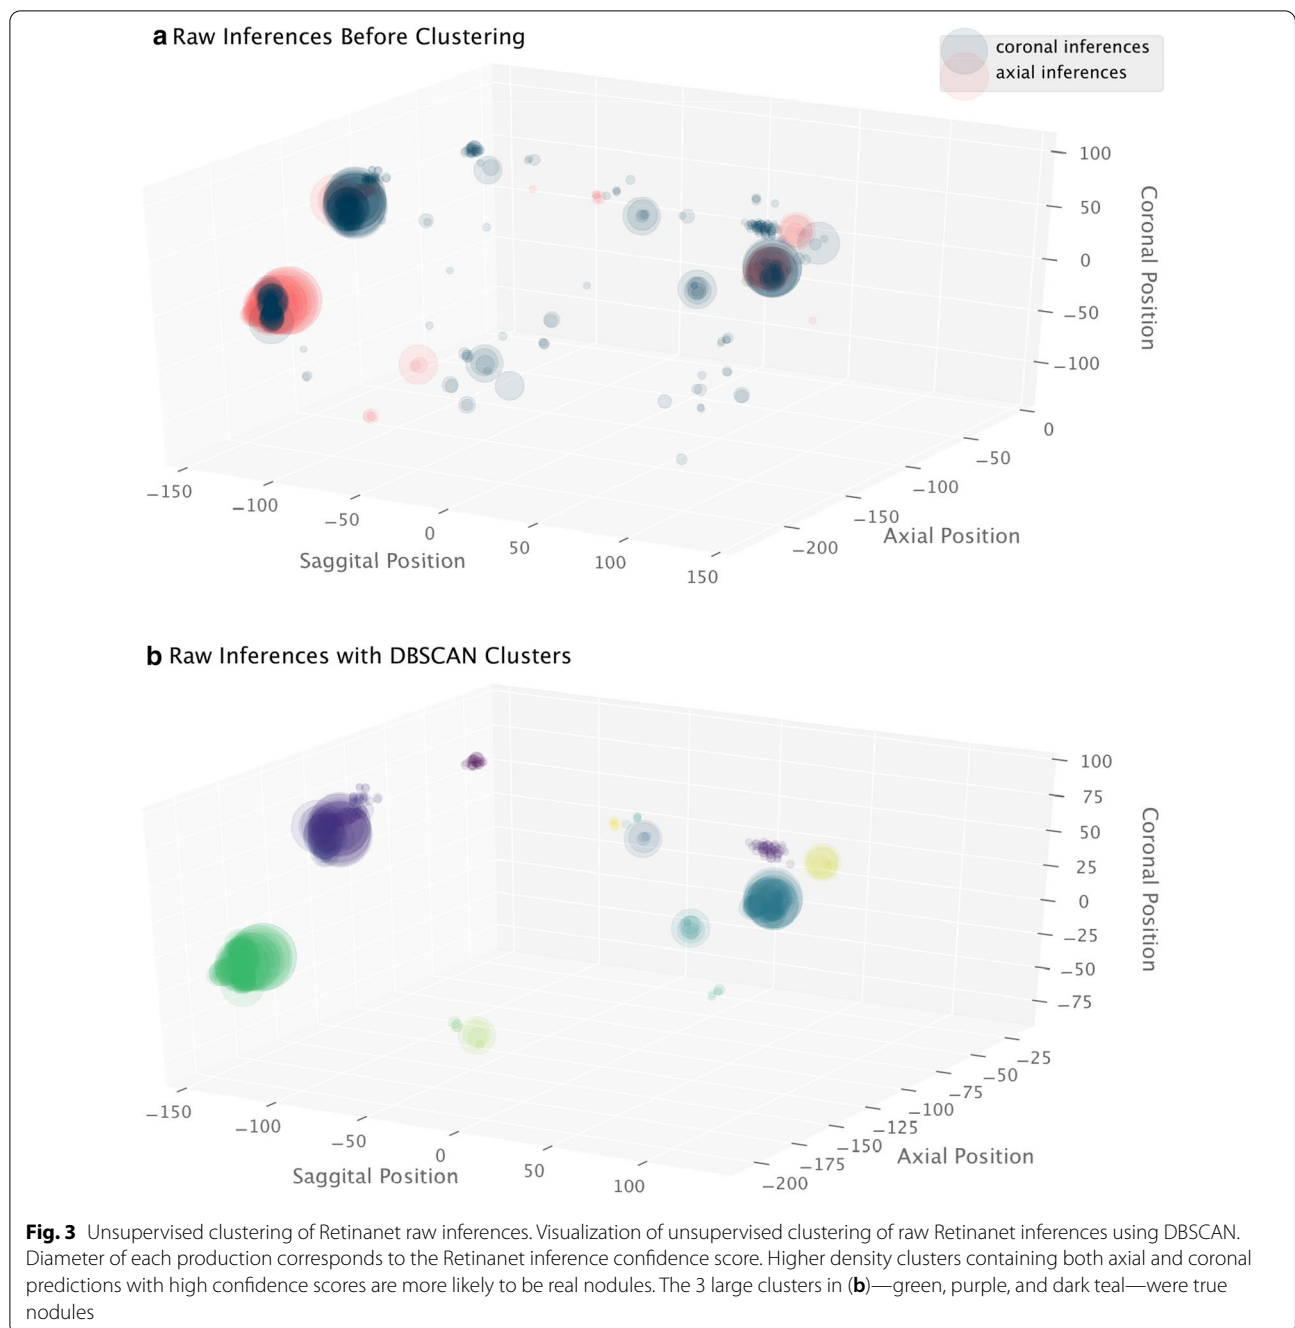 a Raw Inferences Before Clustering
coronal inferences
axial inferences
100
50
0
−50
−100
Coronal Position
0
−50
−100
−150
−200
Axial Position
−150
−100
−50
0
50
100
150
Saggital Position
b Raw Inferences with DBSCAN Clusters
100
75
50
25
0
−25
−50
−75
Coronal Position
−25
−50
−75
−100
−125
−150
−175
−200
Axial Position
−150
−100
−50
0
50
100
Saggital Position
Fig. 3 Unsupervised clustering of Retinanet raw inferences. Visualization of unsupervised clustering of raw Retinanet inferences using DBSCAN.
Diameter of each production corresponds to the Retinanet inference confidence score. Higher density clusters containing both axial and coronal
predictions with high confidence scores are more likely to be real nodules. The 3 large clusters in (b)—green, purple, and dark teal—were true
nodules